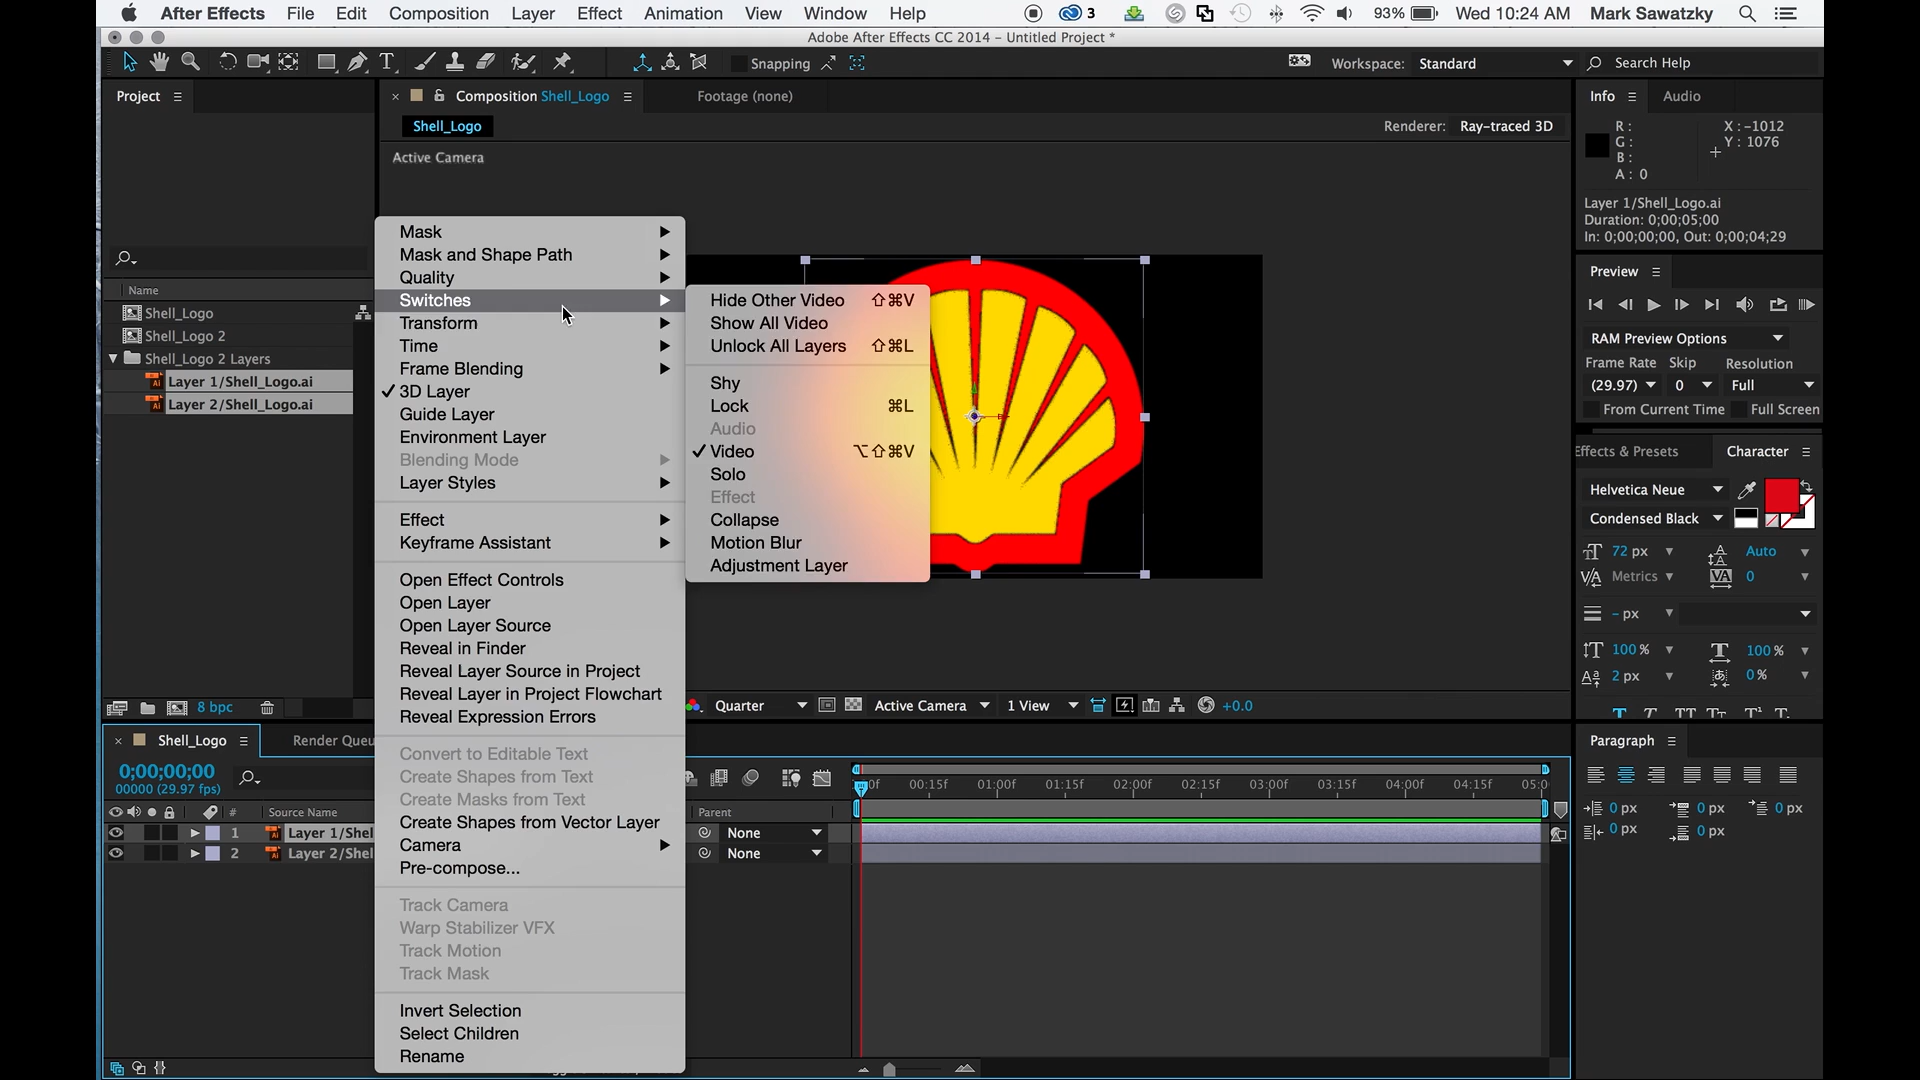 After Effects File Edit Composition Layer Effect Animation View Window Help 3 93% Wed 10:24 AM Mark Sawatzky
Adobe After Effects CC 2014 – Untitled Project *
T Snapping Workspace: Standard Search Help
Project
Composition Shell_Logo Footage (none)
Shell_Logo Renderer: Ray-traced 3D
Active Camera
Info Audio
R: X: -1012
G: Y: 1076
B:
A: 0
Layer 1/Shell_Logo.ai
Duration: 0;00;05;00
In: 0;00;00;00, Out: 0;00;04;29
Name
Shell_Logo
Shell_Logo 2
Shell_Logo 2 Layers
Layer 1/Shell_Logo.ai
Layer 2/Shell_Logo.ai
8 bpc
Mask
Mask and Shape Path
Quality
Switches
Transform
Time
Frame Blending
3D Layer
Guide Layer
Environment Layer
Blending Mode
Layer Styles
Effect
Keyframe Assistant
Open Effect Controls
Open Layer
Open Layer Source
Reveal in Finder
Reveal Layer Source in Project
Reveal Layer in Project Flowchart
Reveal Expression Errors
Convert to Editable Text
Create Shapes from Text
Create Masks from Text
Create Shapes from Vector Layer
Camera
Pre-compose...
Track Camera
Warp Stabilizer VFX
Track Motion
Track Mask
Invert Selection
Select Children
Rename
Hide Other Video ⇧⌘V
Show All Video
Unlock All Layers ⇧⌘L
Shy
Lock ⌘L
Audio
Video ⌥⇧⌘V
Solo
Effect
Collapse
Motion Blur
Adjustment Layer
Quarter Active Camera 1 View +0.0
Preview
RAM Preview Options
Frame Rate Skip Resolution
(29.97) 0 Full
From Current Time Full Screen
Effects & Presets Character
Helvetica Neue
Condensed Black
72 px Auto
Metrics 0
– px
100 % 100 %
2 px 0 %
Paragraph
0 px 0 px 0 px
0 px 0 px
Shell_Logo Render Queu
0;00;00;00
00000 (29.97 fps)
# Source Name Parent
1 Layer 1/Shel None
2 Layer 2/Shel None
00f 00:15f 01:00f 01:15f 02:00f 02:15f 03:00f 03:15f 04:00f 04:15f 05:0